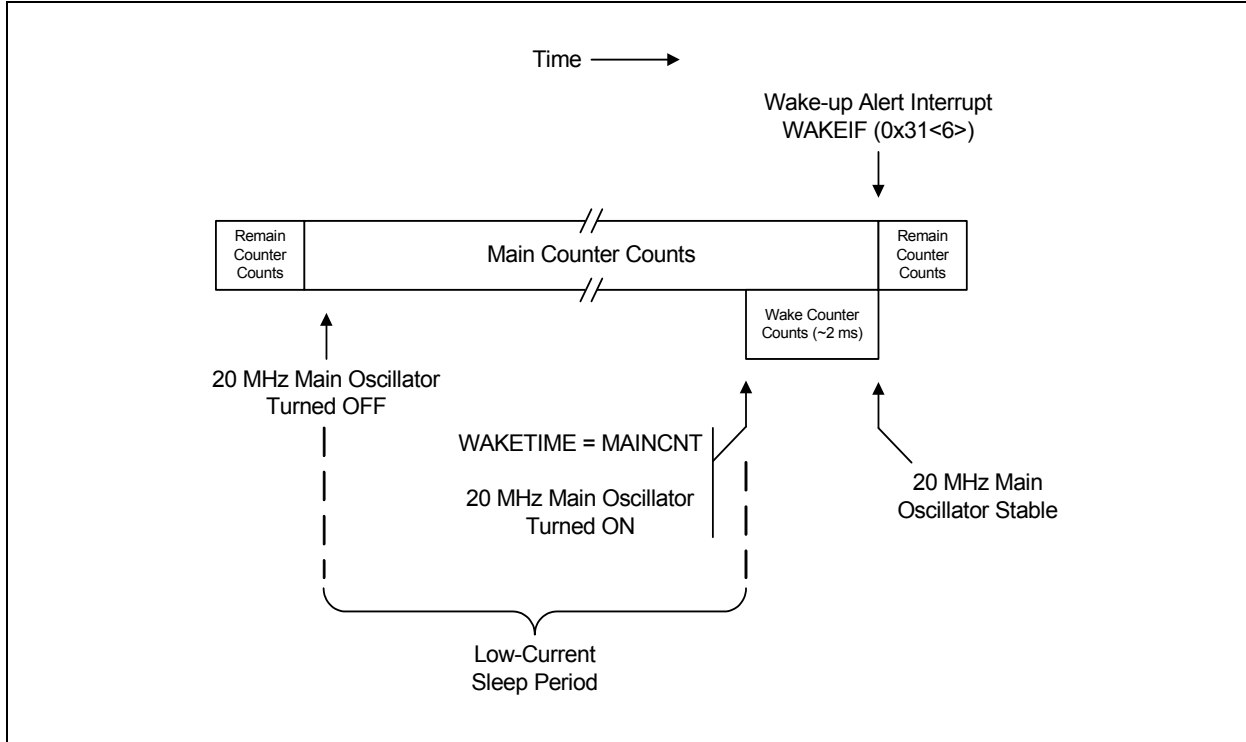 Time
Wake-up Alert Interrupt
WAKEIF (0x31<6>)
Remain
Counter
Counts
Main Counter Counts
Remain
Counter
Counts
Wake Counter
Counts (~2 ms)
20 MHz Main Oscillator
Turned OFF
WAKETIME = MAINCNT
20 MHz Main Oscillator
Turned ON
20 MHz Main
Oscillator Stable
Low-Current
Sleep Period